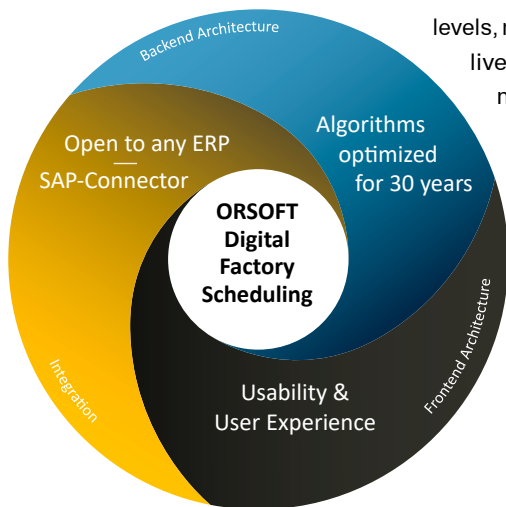 levels,
live
Backend Architecture
Open to any ERP
SAP-Connector
Algorithms
optimized
for 30 years
ORSOFT
Digital
Factory
Scheduling
Usability &
User Experience
Integration
Frontend Architecture